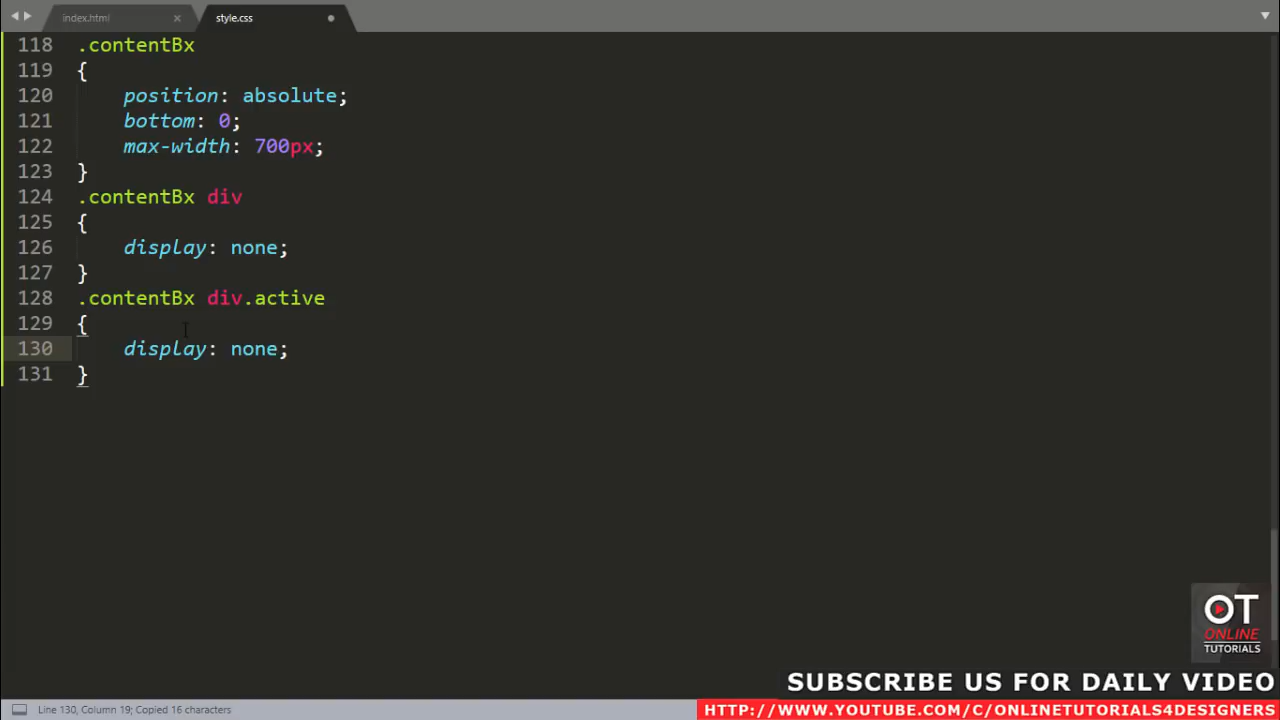 index.html
style.css
118 .contentBx
119 {
120 position: absolute;
121 bottom: 0;
122 max-width: 700px;
123 }
124 .contentBx div
125 {
126 display: none;
127 }
128 .contentBx div.active
129 {
130 display: none;
131 }
OT
ONLINE
TUTORIALS
SUBSCRIBE US FOR DAILY VIDEO
Line 130, Column 19; Copied 16 characters
HTTP://WWW.YOUTUBE.COM/C/ONLINETUTORIALS4DESIGNERS